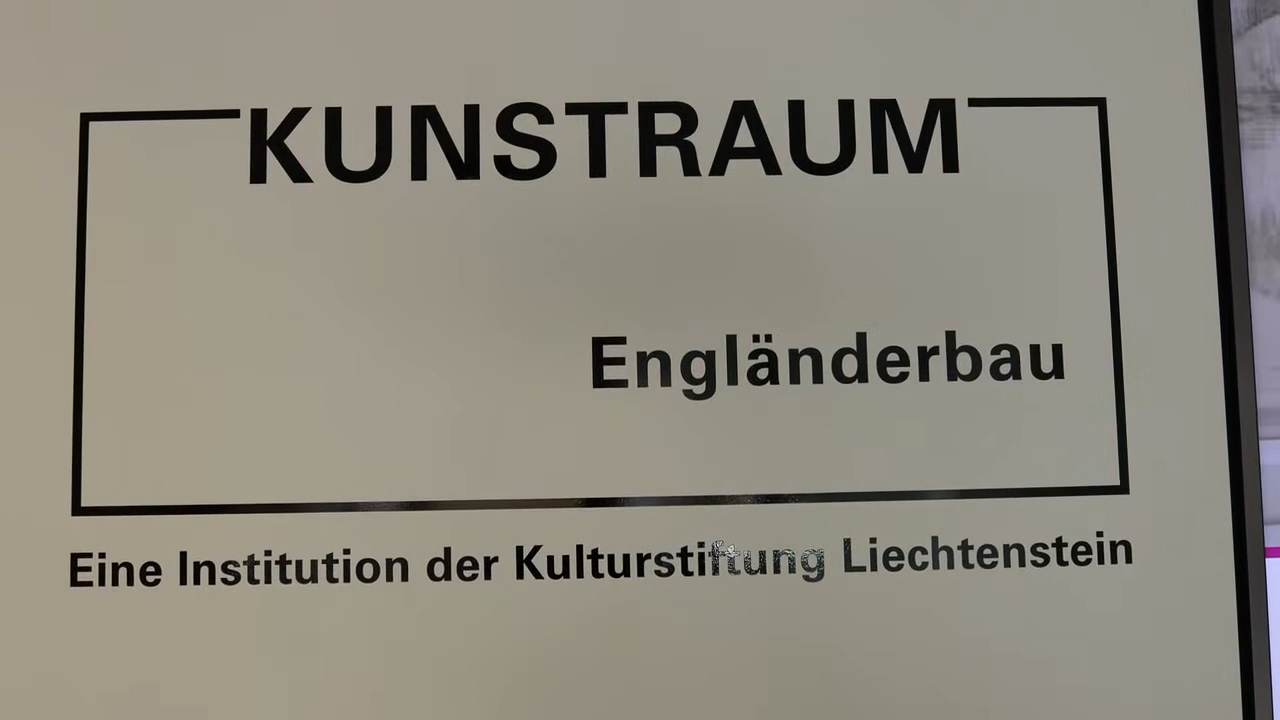 KUNSTRAUM
Engländerbau
Eine Institution der Kulturstiftung Liechtenstein